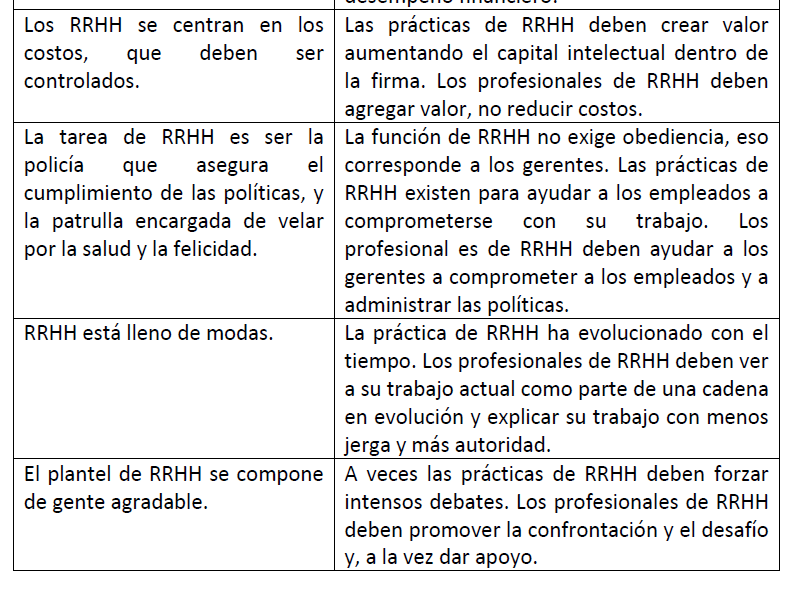 desempeño financiero.
Los RRHH se centran en los
costos, que deben ser
controlados.
Las prácticas de RRHH deben crear valor
aumentando el capital intelectual dentro de
la firma. Los profesionales de RRHH deben
agregar valor, no reducir costos.
La tarea de RRHH es ser la
policía que asegura el
cumplimiento de las políticas, y
la patrulla encargada de velar
por la salud y la felicidad.
La función de RRHH no exige obediencia, eso
corresponde a los gerentes. Las prácticas de
RRHH existen para ayudar a los empleados a
comprometerse con su trabajo. Los
profesional es de RRHH deben ayudar a los
gerentes a comprometer a los empleados y a
administrar las políticas.
RRHH está lleno de modas.
La práctica de RRHH ha evolucionado con el
tiempo. Los profesionales de RRHH deben ver
a su trabajo actual como parte de una cadena
en evolución y explicar su trabajo con menos
jerga y más autoridad.
El plantel de RRHH se compone
de gente agradable.
A veces las prácticas de RRHH deben forzar
intensos debates. Los profesionales de RRHH
deben promover la confrontación y el desafío
y, a la vez dar apoyo.